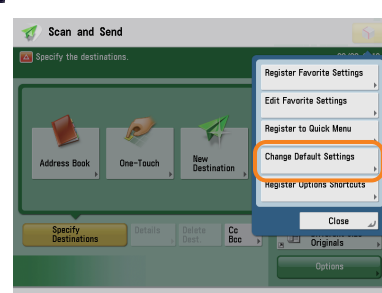 Scan and Send
Specify the destinations.
Register Favorite Settings
Edit Favorite Settings
Register to Quick Menu
Change Default Settings
Register Options Shortcuts
Close
Address Book
One-Touch
New
Destination
Specify
Destinations
Details
Delete
Dest.
Cc
Bcc
Originals
Options